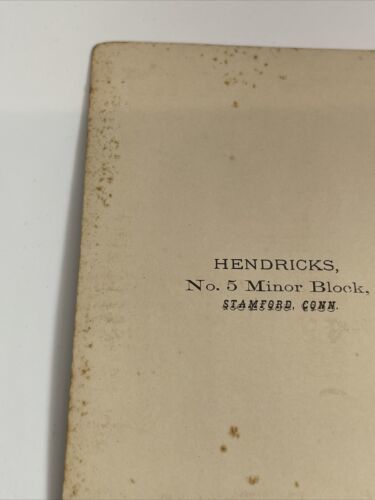 HENDRICKS,
No. 5 Minor Block,
STAMFORD, CONN.